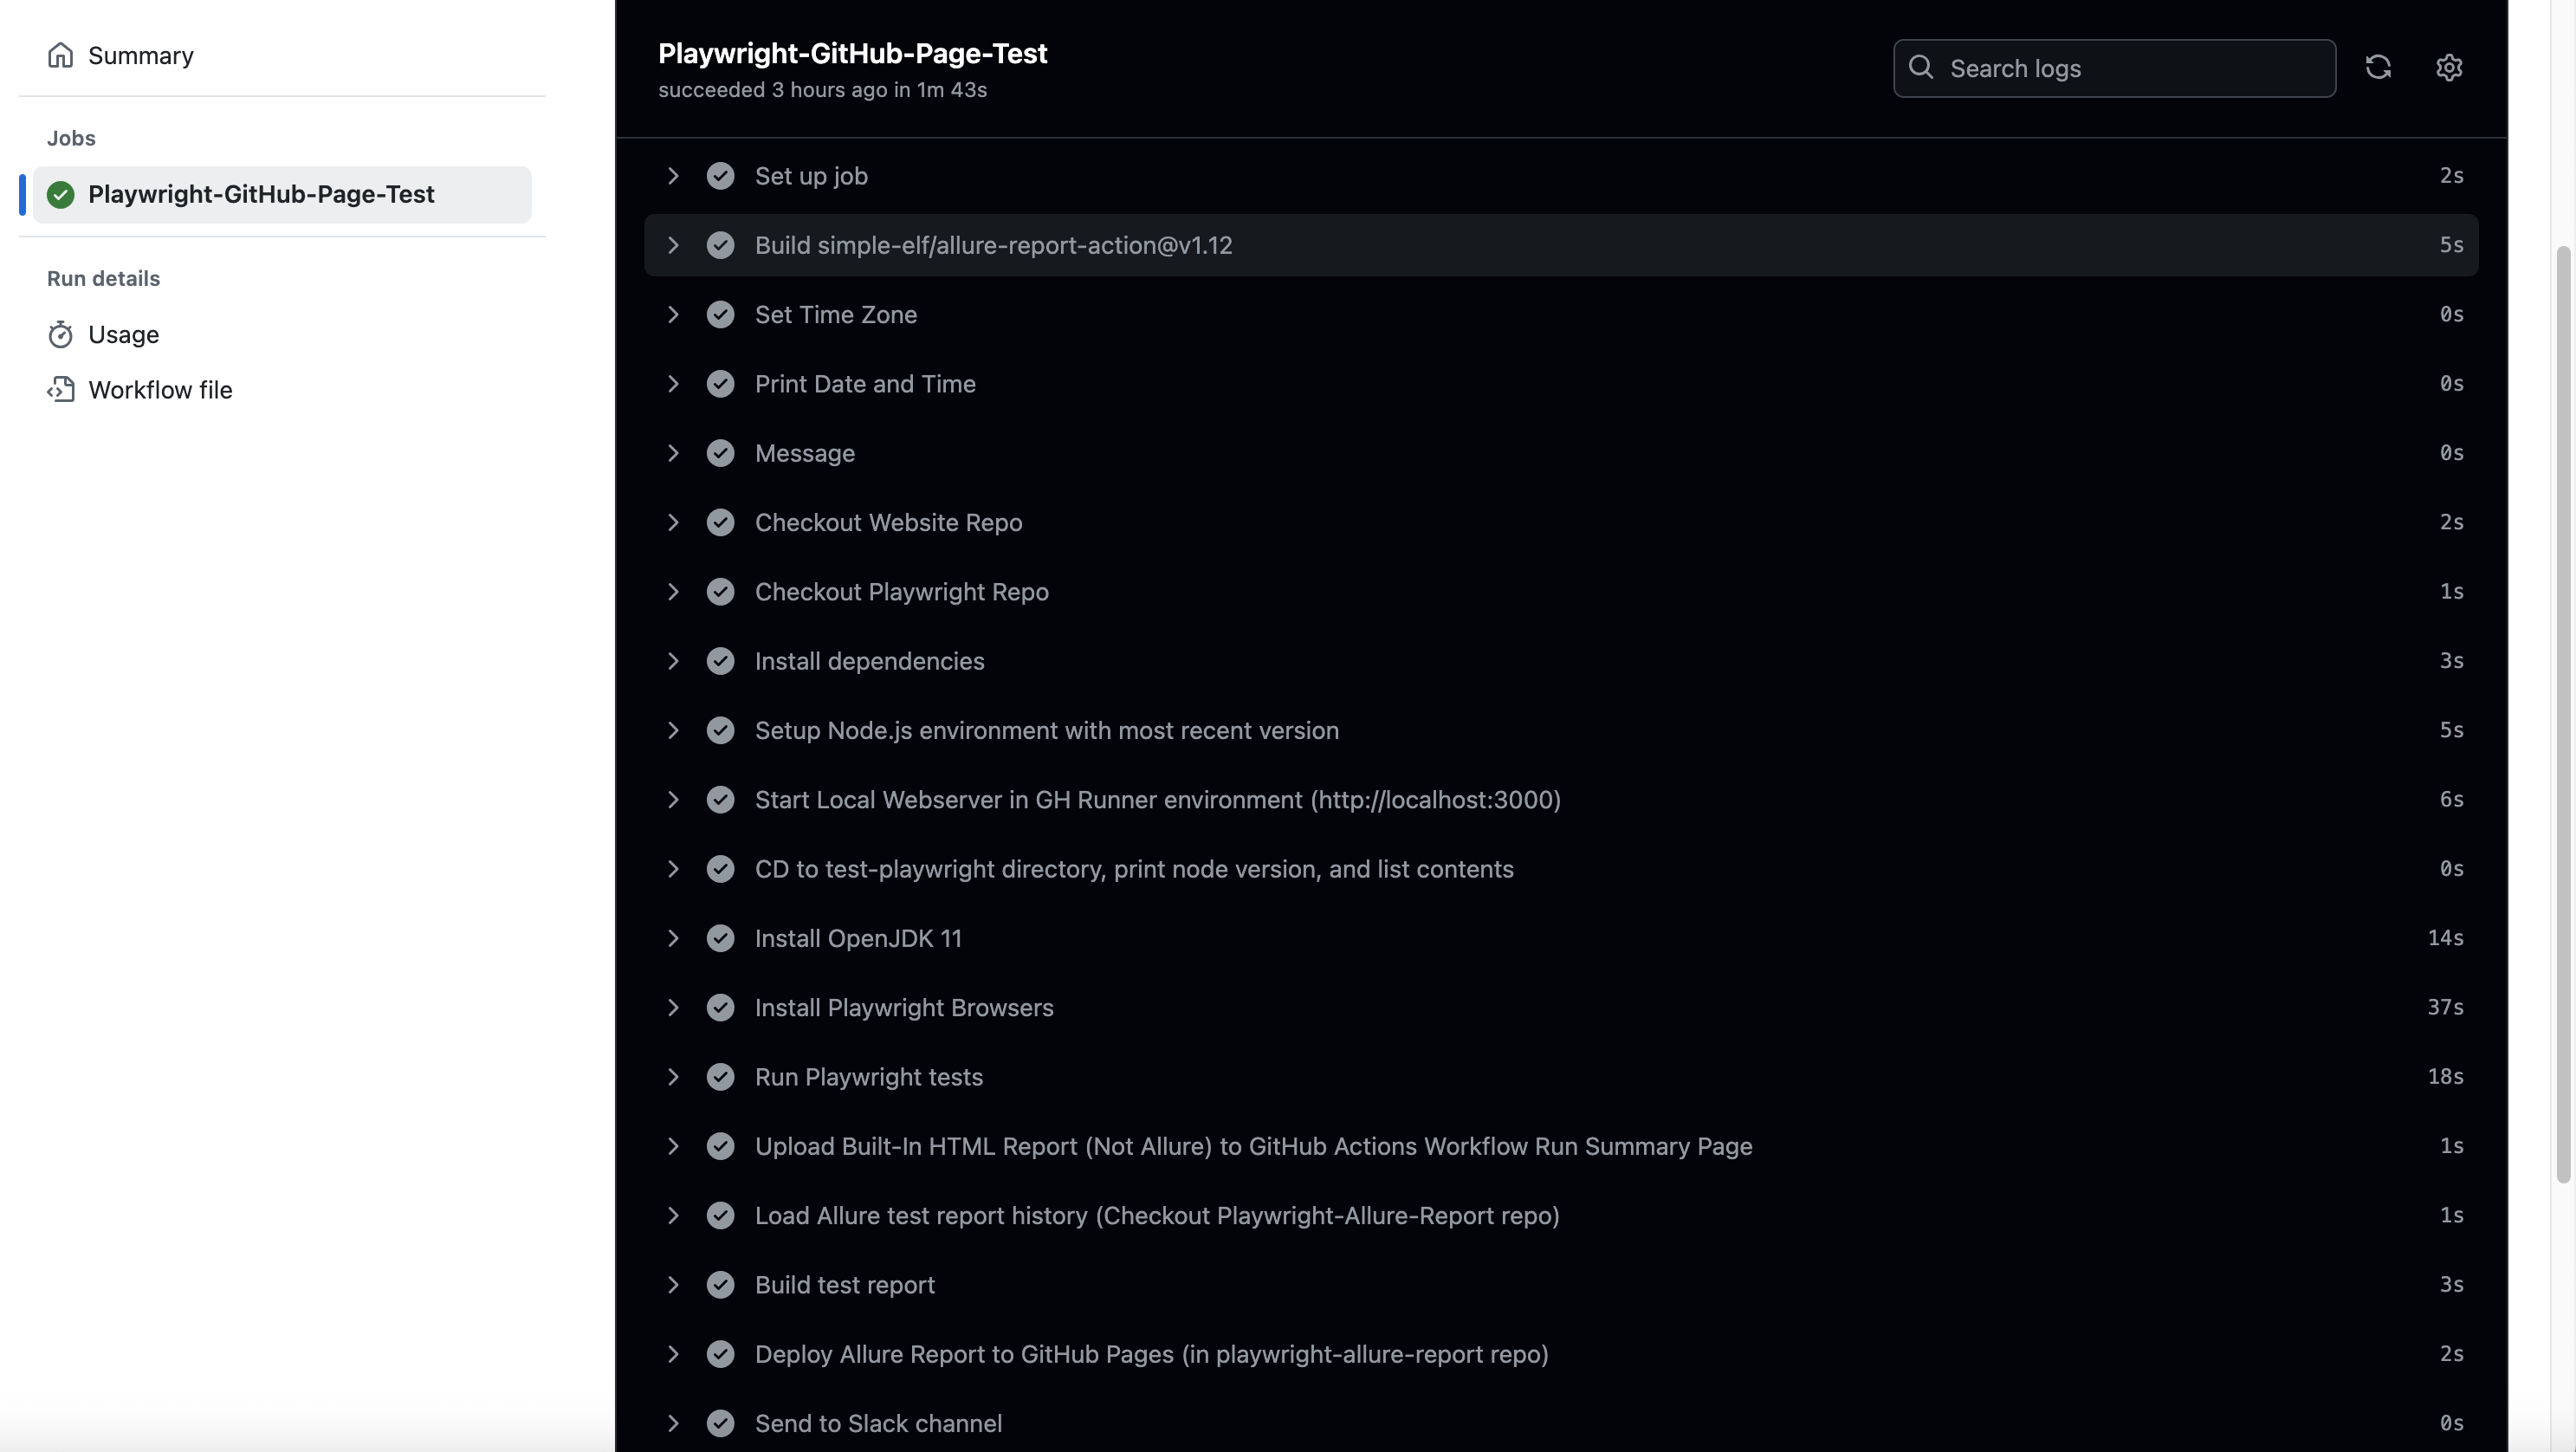 Summary
Jobs
Playwright-GitHub-Page-Test
Run details
Usage
Workflow file
Playwright-GitHub-Page-Test
succeeded 3 hours ago in 1m 43s
Search logs
Set up job 2s
Build simple-elf/allure-report-action@v1.12 5s
Set Time Zone 0s
Print Date and Time 0s
Message 0s
Checkout Website Repo 2s
Checkout Playwright Repo 1s
Install dependencies 3s
Setup Node.js environment with most recent version 5s
Start Local Webserver in GH Runner environment (http://localhost:3000) 6s
CD to test-playwright directory, print node version, and list contents 0s
Install OpenJDK 11 14s
Install Playwright Browsers 37s
Run Playwright tests 18s
Upload Built-In HTML Report (Not Allure) to GitHub Actions Workflow Run Summary Page 1s
Load Allure test report history (Checkout Playwright-Allure-Report repo) 1s
Build test report 3s
Deploy Allure Report to GitHub Pages (in playwright-allure-report repo) 2s
Send to Slack channel 0s